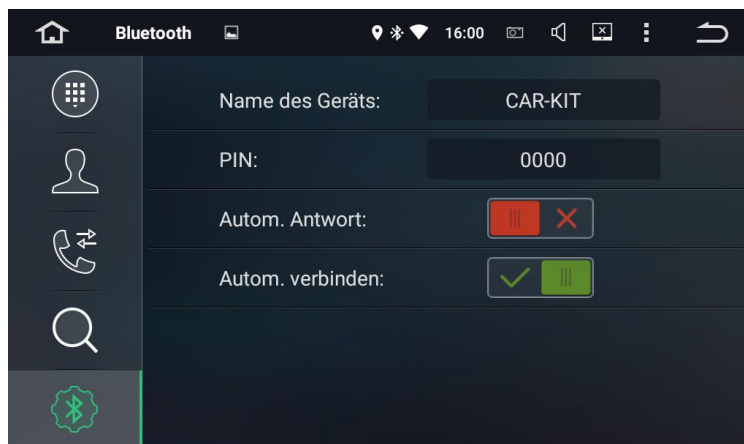 Bluetooth 16:00
Name des Geräts: CAR-KIT
PIN: 0000
Autom. Antwort:
Autom. verbinden: